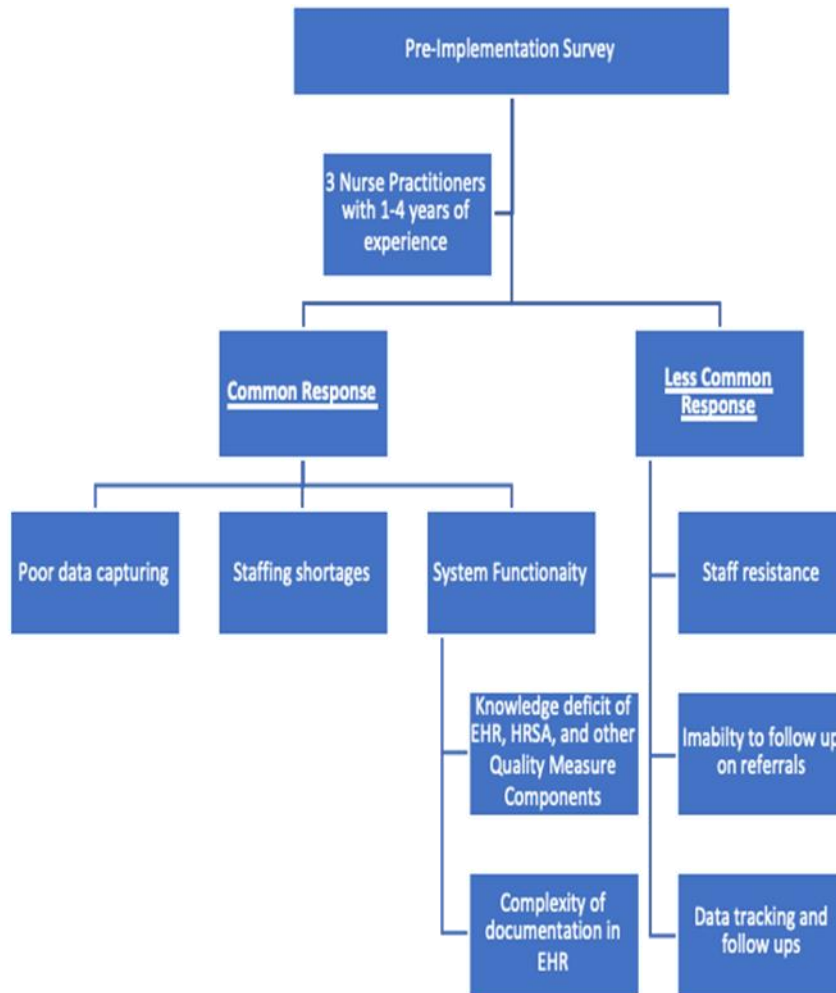 Pre-Implementation Survey
3 Nurse Practitioners
with 1-4 years of
experience
Common Response
Less Common
Response
Poor data capturing
Staffing shortages
System Functionaity
Staff resistance
Knowledge deficit of
EHR, HRSA, and other
Quality Measure
Components
Imabilty to follow up
on referrals
Complexity of
documentation in
EHR
Data tracking and
follow ups